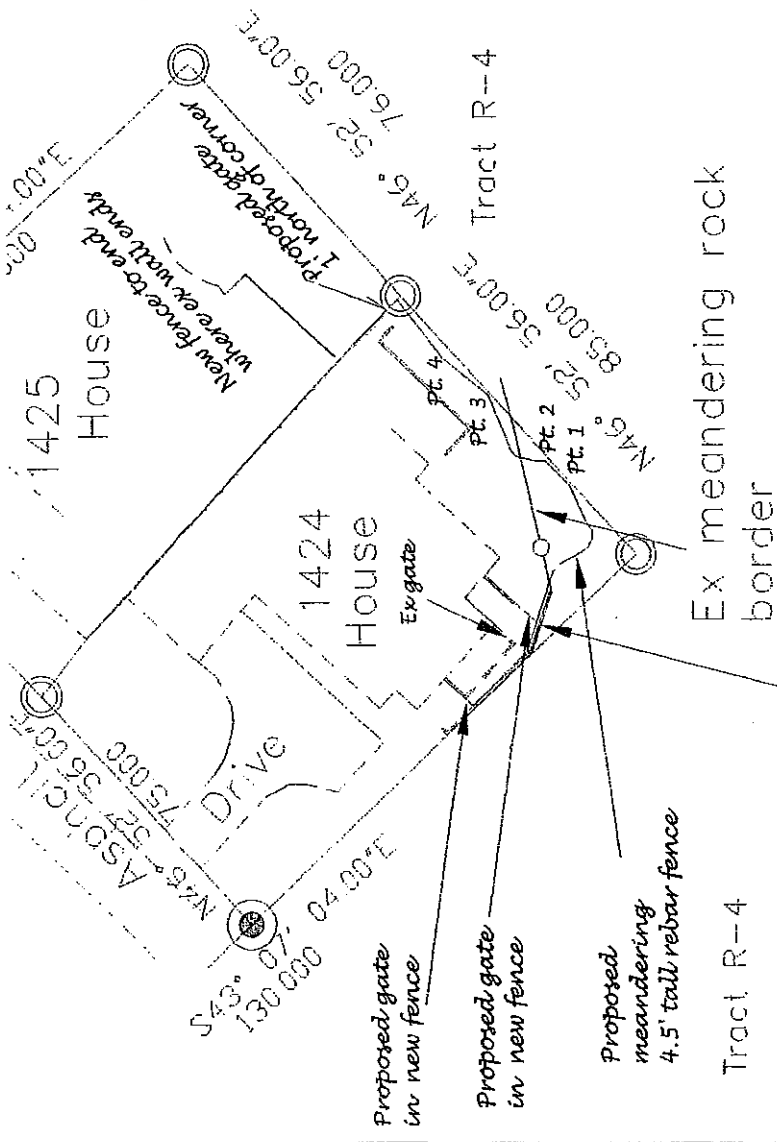 .00"E
000
1425
House
New fence to end
where ex wall ends
Proposed gate
1' north of corner
N46° 52' 56.00"E
76.000
Tract R-4
N46° 52' 56.00"E
85.000
N46° 52' 56.00"E
75.000
Drive
S43° 07' 04.00"E
130.000
1424
House
Ex gate
Pt. 4
Pt. 3
Pt. 2
Pt. 1
Ex meandering rock
border
Proposed gate
in new fence
Proposed gate
in new fence
Proposed
meandering
4.5' tall rebar fence
Tract R-4